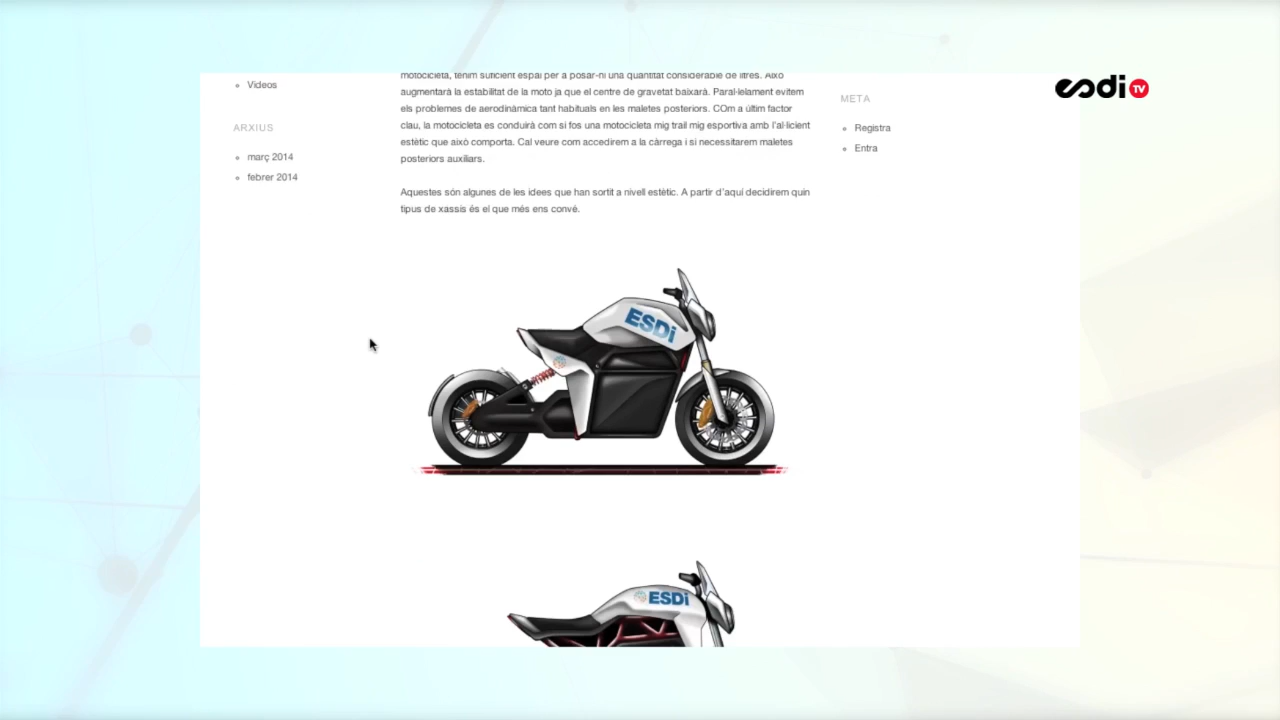 esdi TV
Videos
ARXIUS
març 2014
febrer 2014
motocicleta, tenim suficient espai per a posar-hi una quantitat considerable de litres. Això
augmentarà la estabilitat de la moto ja que el centre de gravetat baixarà. Paral·lelament evitem
els problemes de aerodinàmica tant habituals en les maletes posteriors. COm a últim factor
clau, la motocicleta es conduirà com si fos una motocicleta mig trail mig esportiva amb l'al·licient
estètic que això comporta. Cal veure com accedirem a la càrrega i si necessitarem maletes
posteriors auxiliars.
Aquestes són algunes de les idees que han sortit a nivell estètic. A partir d'aquí decidirem quin
tipus de xassis és el que més ens convé.
META
Registra
Entra
ESDi
ESDi